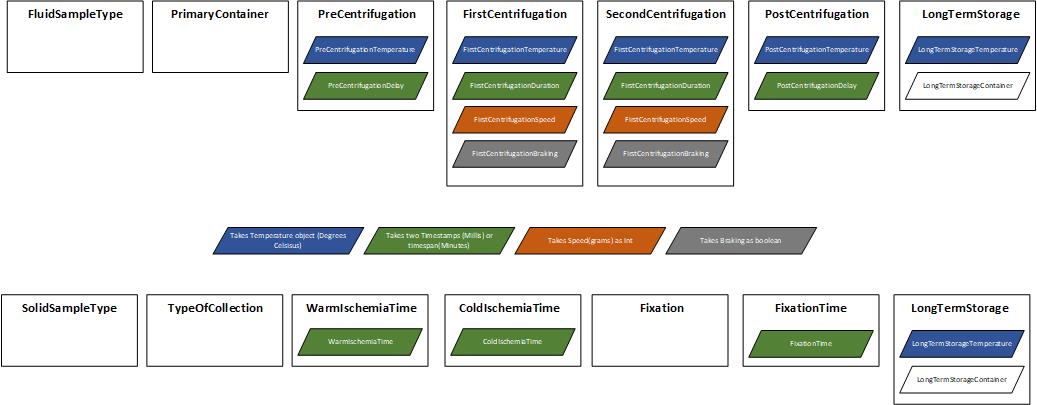 FluidSampleType
PrimaryContainer
PreCentrifugation
PreCentrifugationTemperature
PreCentrifugationDelay
FirstCentrifugation
FirstCentrifugationTemperature
FirstCentrifugationDuration
FirstCentrifugationSpeed
FirstCentrifugationBraking
SecondCentrifugation
FirstCentrifugationTemperature
FirstCentrifugationDuration
FirstCentrifugationSpeed
FirstCentrifugationBraking
PostCentrifugation
PostCentrifugationTemperature
PostCentrifugationDelay
LongTermStorage
LongTermStorageTemperature
LongTermStorageContainer
Takes Temperature object (Degrees
Celsisus)
Takes two Timestamps (Millis) or
timespan(Minutes)
Takes Speed(grams) as Int
Takes Braking as boolean
SolidSampleType
TypeOfCollection
WarmIschemiaTime
WarmIschemiaTime
ColdIschemiaTime
ColdIschemiaTime
Fixation
FixationTime
FixationTime
LongTermStorage
LongTermStorageTemperature
LongTermStorageContainer